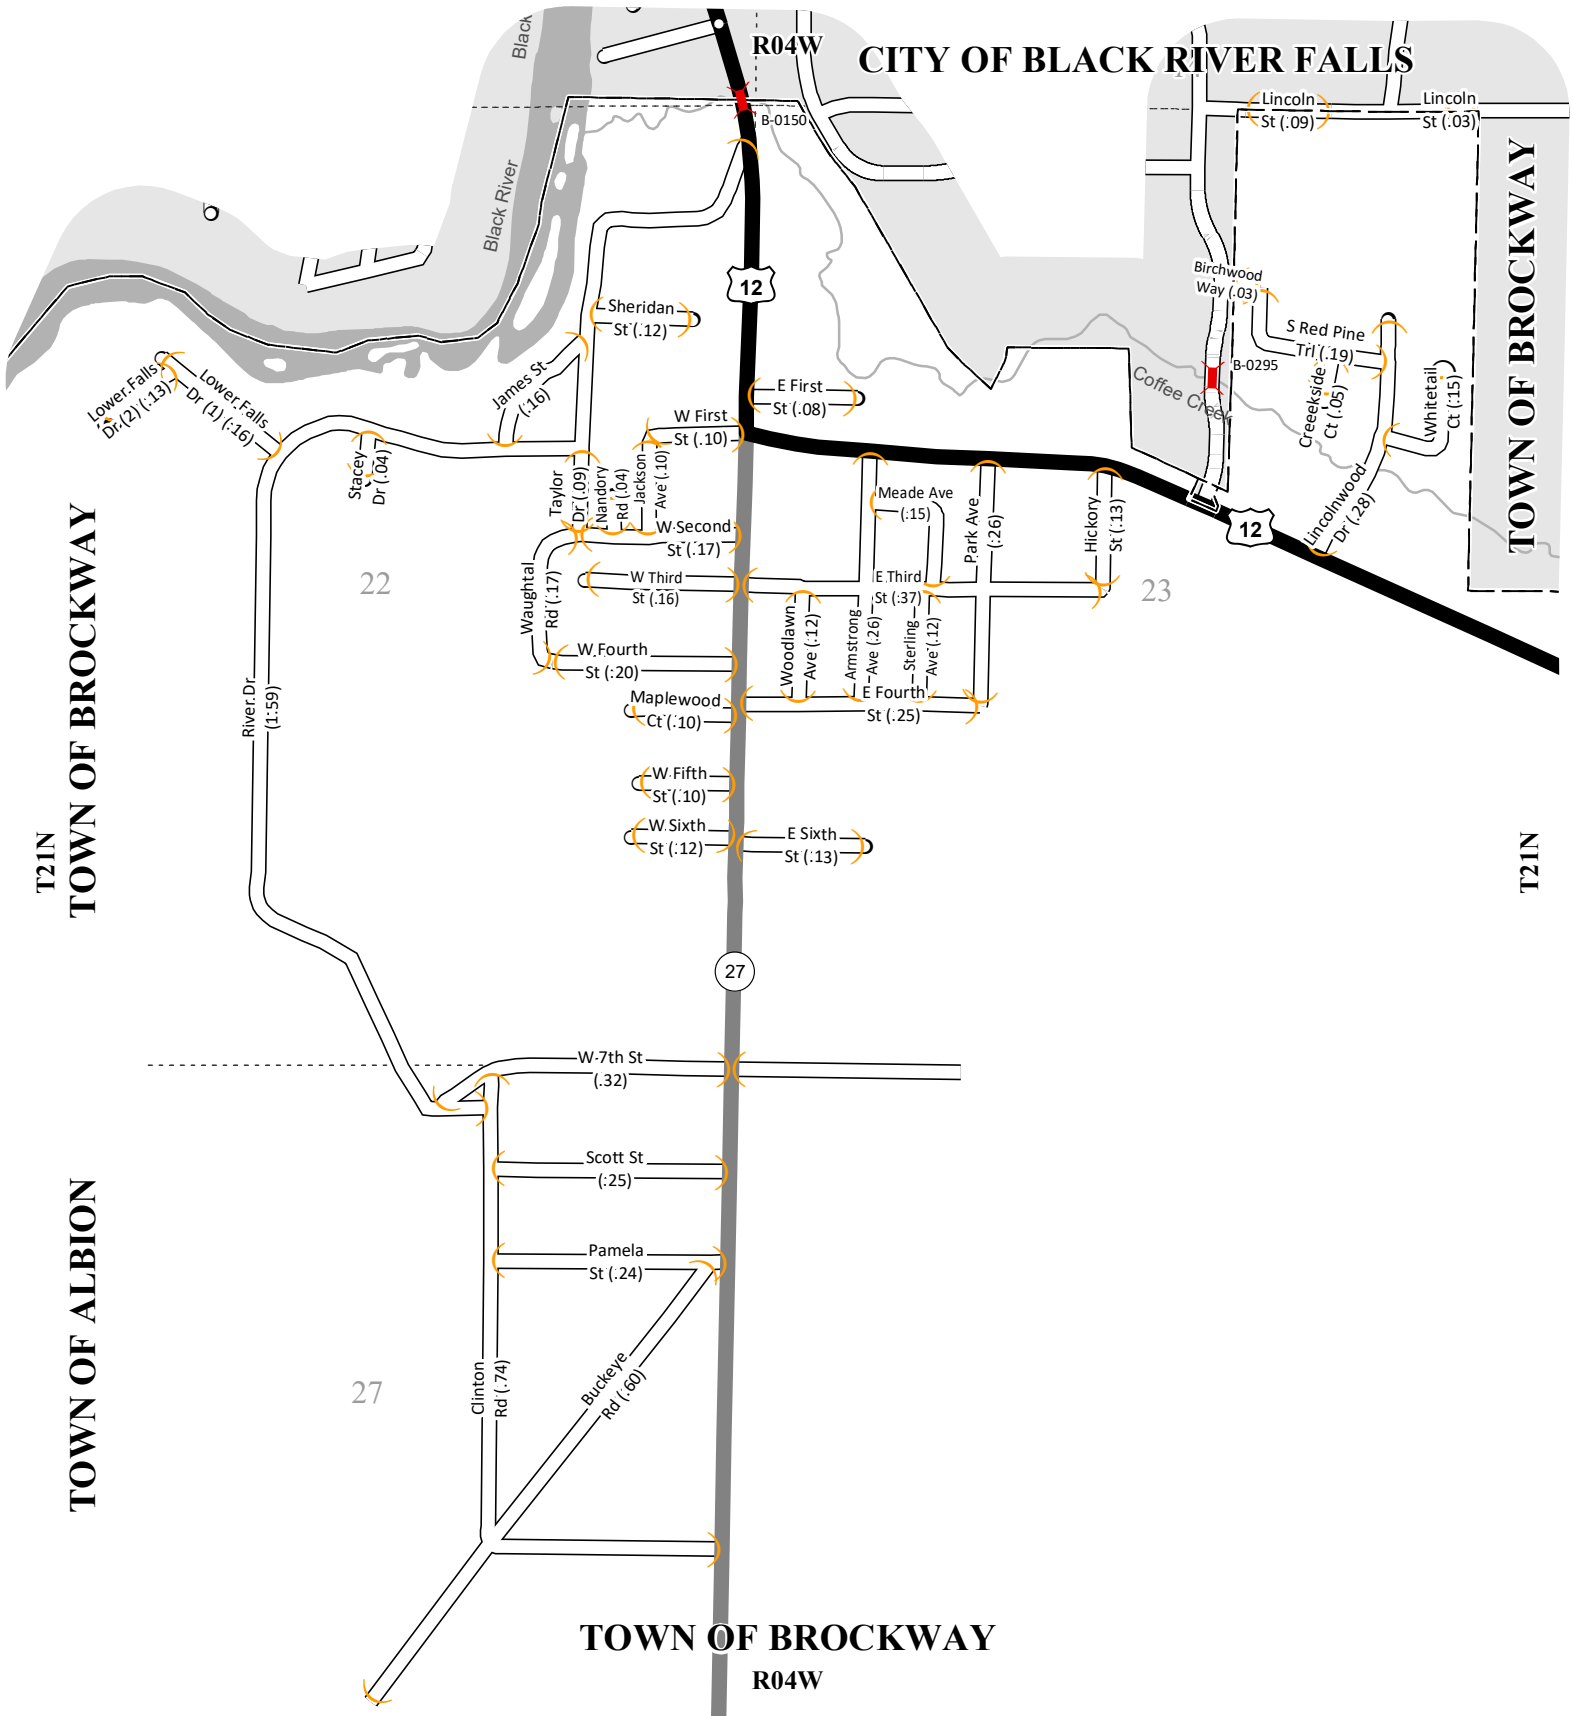 Black
R04W
CITY OF BLACK RIVER FALLS
B-0150
Lincoln
St (.09)
Lincoln
St (.03)
TOWN OF BROCKWAY
Black River
Birchwood
Way (.03)
12
Sheridan
St (.12)
S Red Pine
Trl (.19)
B-0295
James St
(.16)
Lower Falls
Dr (2) (.13)
Lower Falls
Dr (1) (.16)
E First
St (.08)
Coffee Creek
Creeekside
Ct (.05)
Whitetail
Ct (.15)
W First
St (.10)
Stacey
Dr (.04)
Taylor
Dr (.09)
Nandory
Rd (.04)
Jackson
Ave (.10)
Meade Ave
(.15)
Park Ave
(.26)
Hickory
St (.13)
Lincolnwood
Dr (.28)
12
W Second
St (.17)
TOWN OF BROCKWAY
22
Waughtal
Rd (.17)
W Third
St (.16)
E Third
St (.37)
23
Woodlawn
Ave (.12)
Armstrong
Ave (.26)
Sterling
Ave (.12)
W Fourth
St (.20)
River Dr
(1.59)
Maplewood
Ct (.10)
E Fourth
St (.25)
W Fifth
St (.10)
W Sixth
St (.12)
E Sixth
St (.13)
T21N
T21N
27
W 7th St
(.32)
Scott St
(.25)
TOWN OF ALBION
Pamela
St (.24)
Clinton
Rd (.74)
Buckeye
Rd (.60)
27
TOWN OF BROCKWAY
R04W